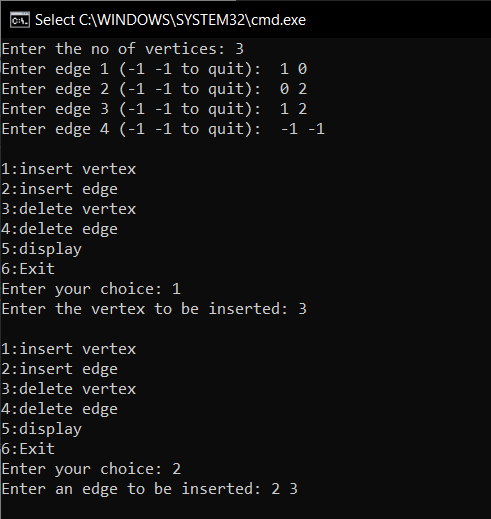 Select C:\WINDOWS\SYSTEM32\cmd.exe
Enter the no of vertices: 3
Enter edge 1 (-1 -1 to quit):  1 0
Enter edge 2 (-1 -1 to quit):  0 2
Enter edge 3 (-1 -1 to quit):  1 2
Enter edge 4 (-1 -1 to quit):  -1 -1

1:insert vertex
2:insert edge
3:delete vertex
4:delete edge
5:display
6:Exit
Enter your choice: 1
Enter the vertex to be inserted: 3

1:insert vertex
2:insert edge
3:delete vertex
4:delete edge
5:display
6:Exit
Enter your choice: 2
Enter an edge to be inserted: 2 3